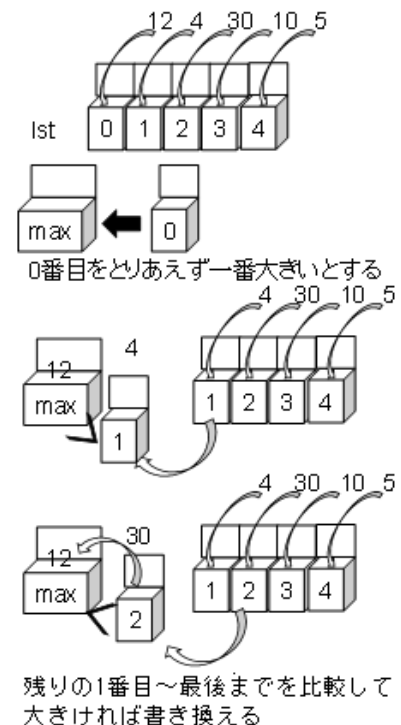 12 4 30 10 5
lst 0 1 2 3 4
max 0
0番目をとりあえず一番大きいとする
4 30 10 5
12 4
max 1 1 2 3 4
4 30 10 5
12 30
max 2 1 2 3 4
残りの1番目～最後までを比較して
大きければ書き換える